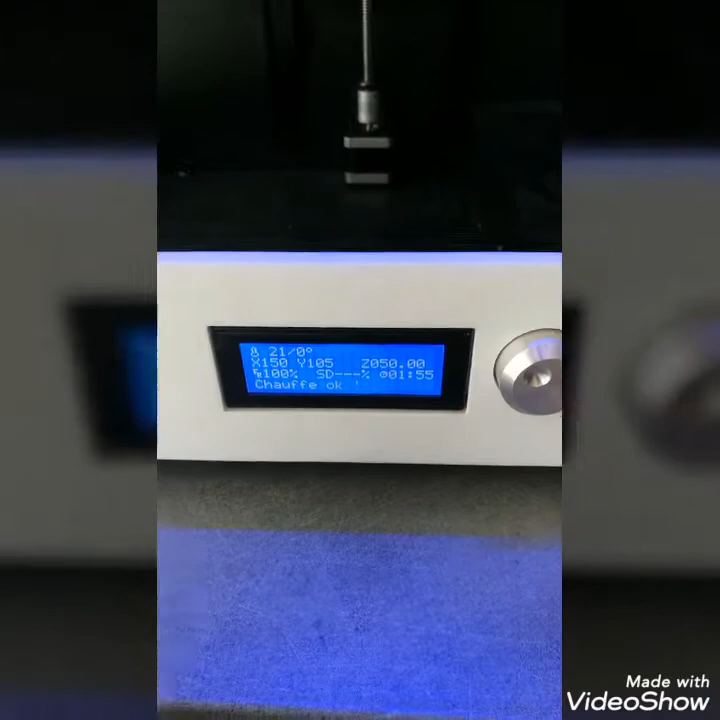 21/0°
X150 Y105 Z050.00
100% SD---% 01:55
Chauffe ok !
Made with
VideoShow